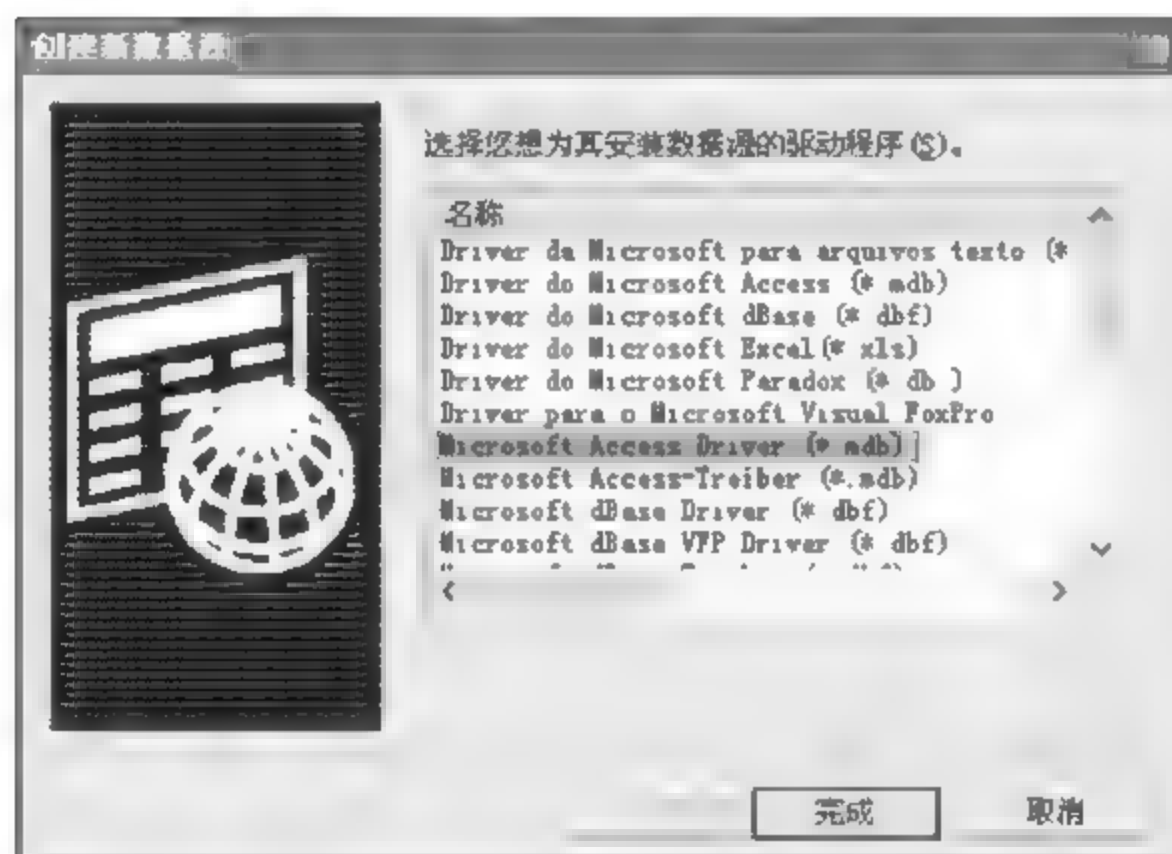 创建新数据源
选择您想为其安装数据源的驱动程序(S)。
名称
Driver da Microsoft para arquivos texto (*
Driver do Microsoft Access (* mdb)
Driver do Microsoft dBase (* dbf)
Driver do Microsoft Excel(* xls)
Driver do Microsoft Paradox (* db )
Driver para o Microsoft Visual FoxPro
Microsoft Access Driver (* mdb)
Microsoft Access-Treiber (*.mdb)
Microsoft dBase Driver (* dbf)
Microsoft dBase VFP Driver (* dbf)
完成 取消